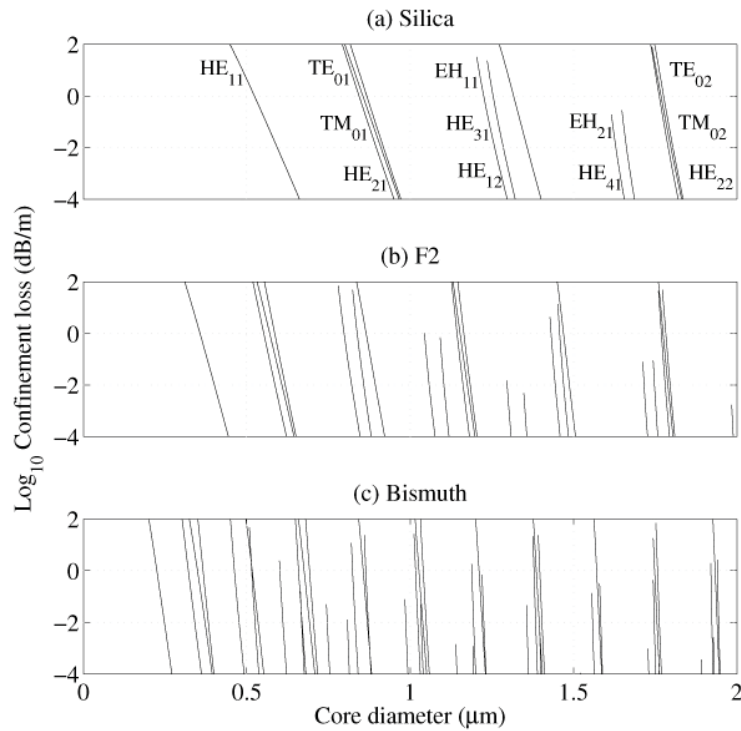 (a) Silica
2
0
−2
−4
HE11
TE01
TM01
HE21
EH11
HE31
HE12
EH21
HE41
TE02
TM02
HE22
(b) F2
2
0
−2
−4
Log10 Confinement loss (dB/m)
(c) Bismuth
2
0
−2
−4
0 0.5 1 1.5 2
Core diameter (μm)